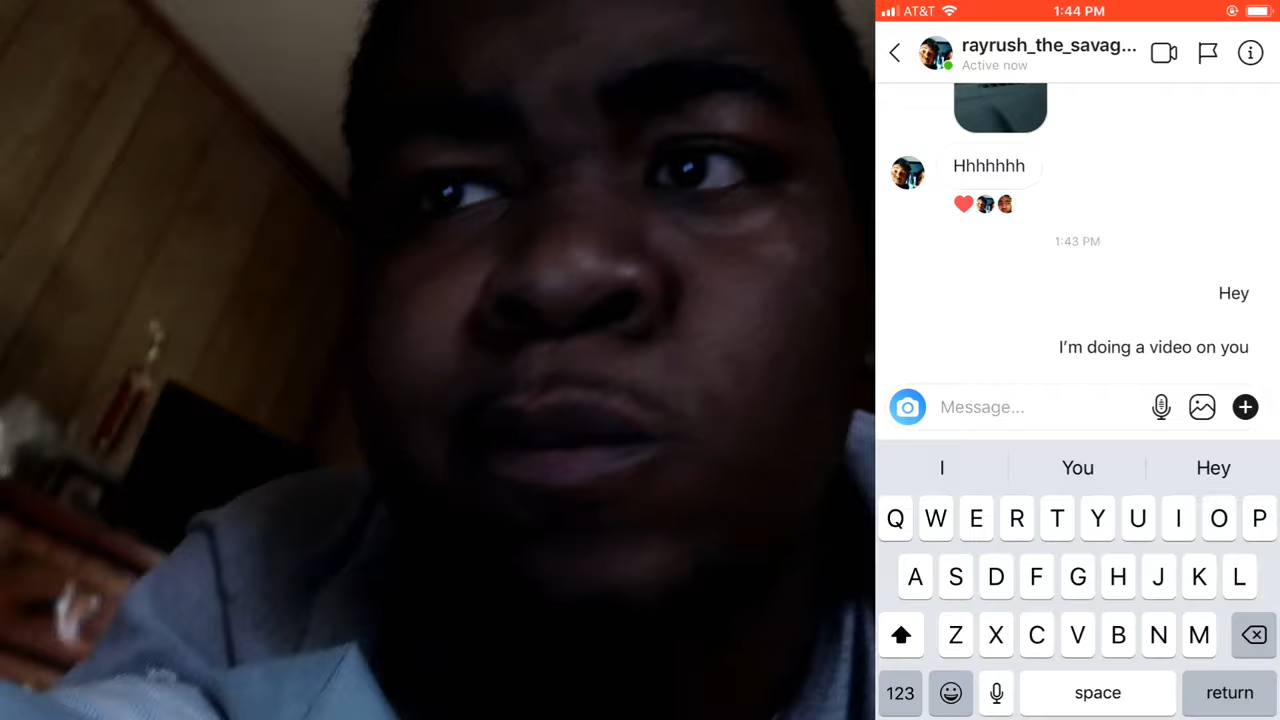 AT&T 1:44 PM
rayrush_the_savag...
Active now
Hhhhhhh
1:43 PM
Hey
I'm doing a video on you
Message...
I You Hey
Q W E R T Y U I O P
A S D F G H J K L
Z X C V B N M
123 space return